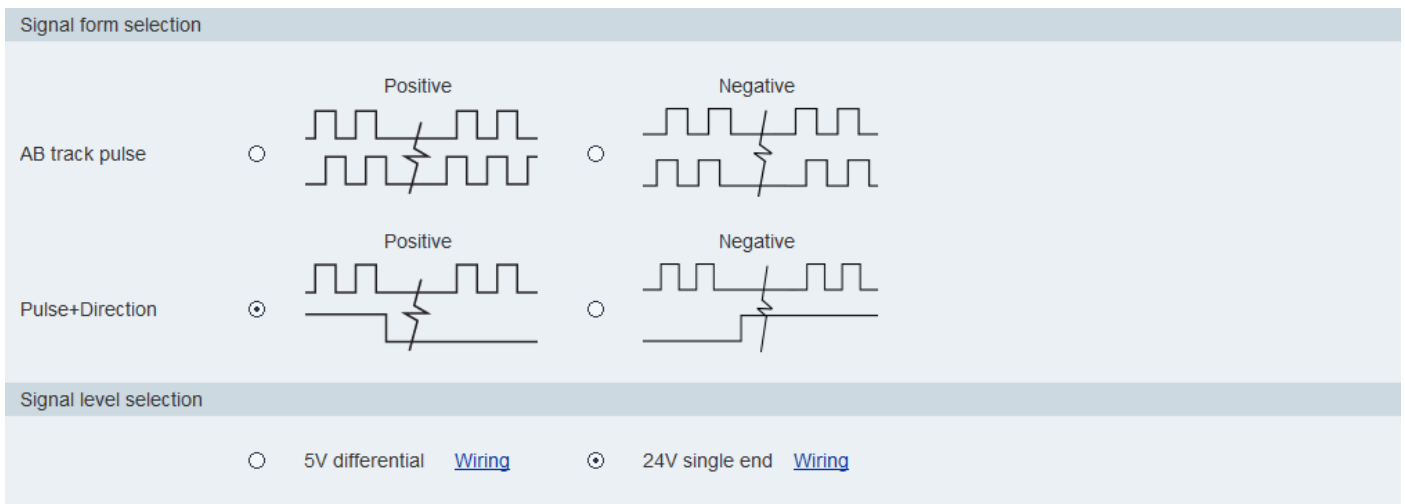 Signal form selection
Positive Negative
AB track pulse
Positive Negative
Pulse+Direction
Signal level selection
5V differential Wiring 24V single end Wiring